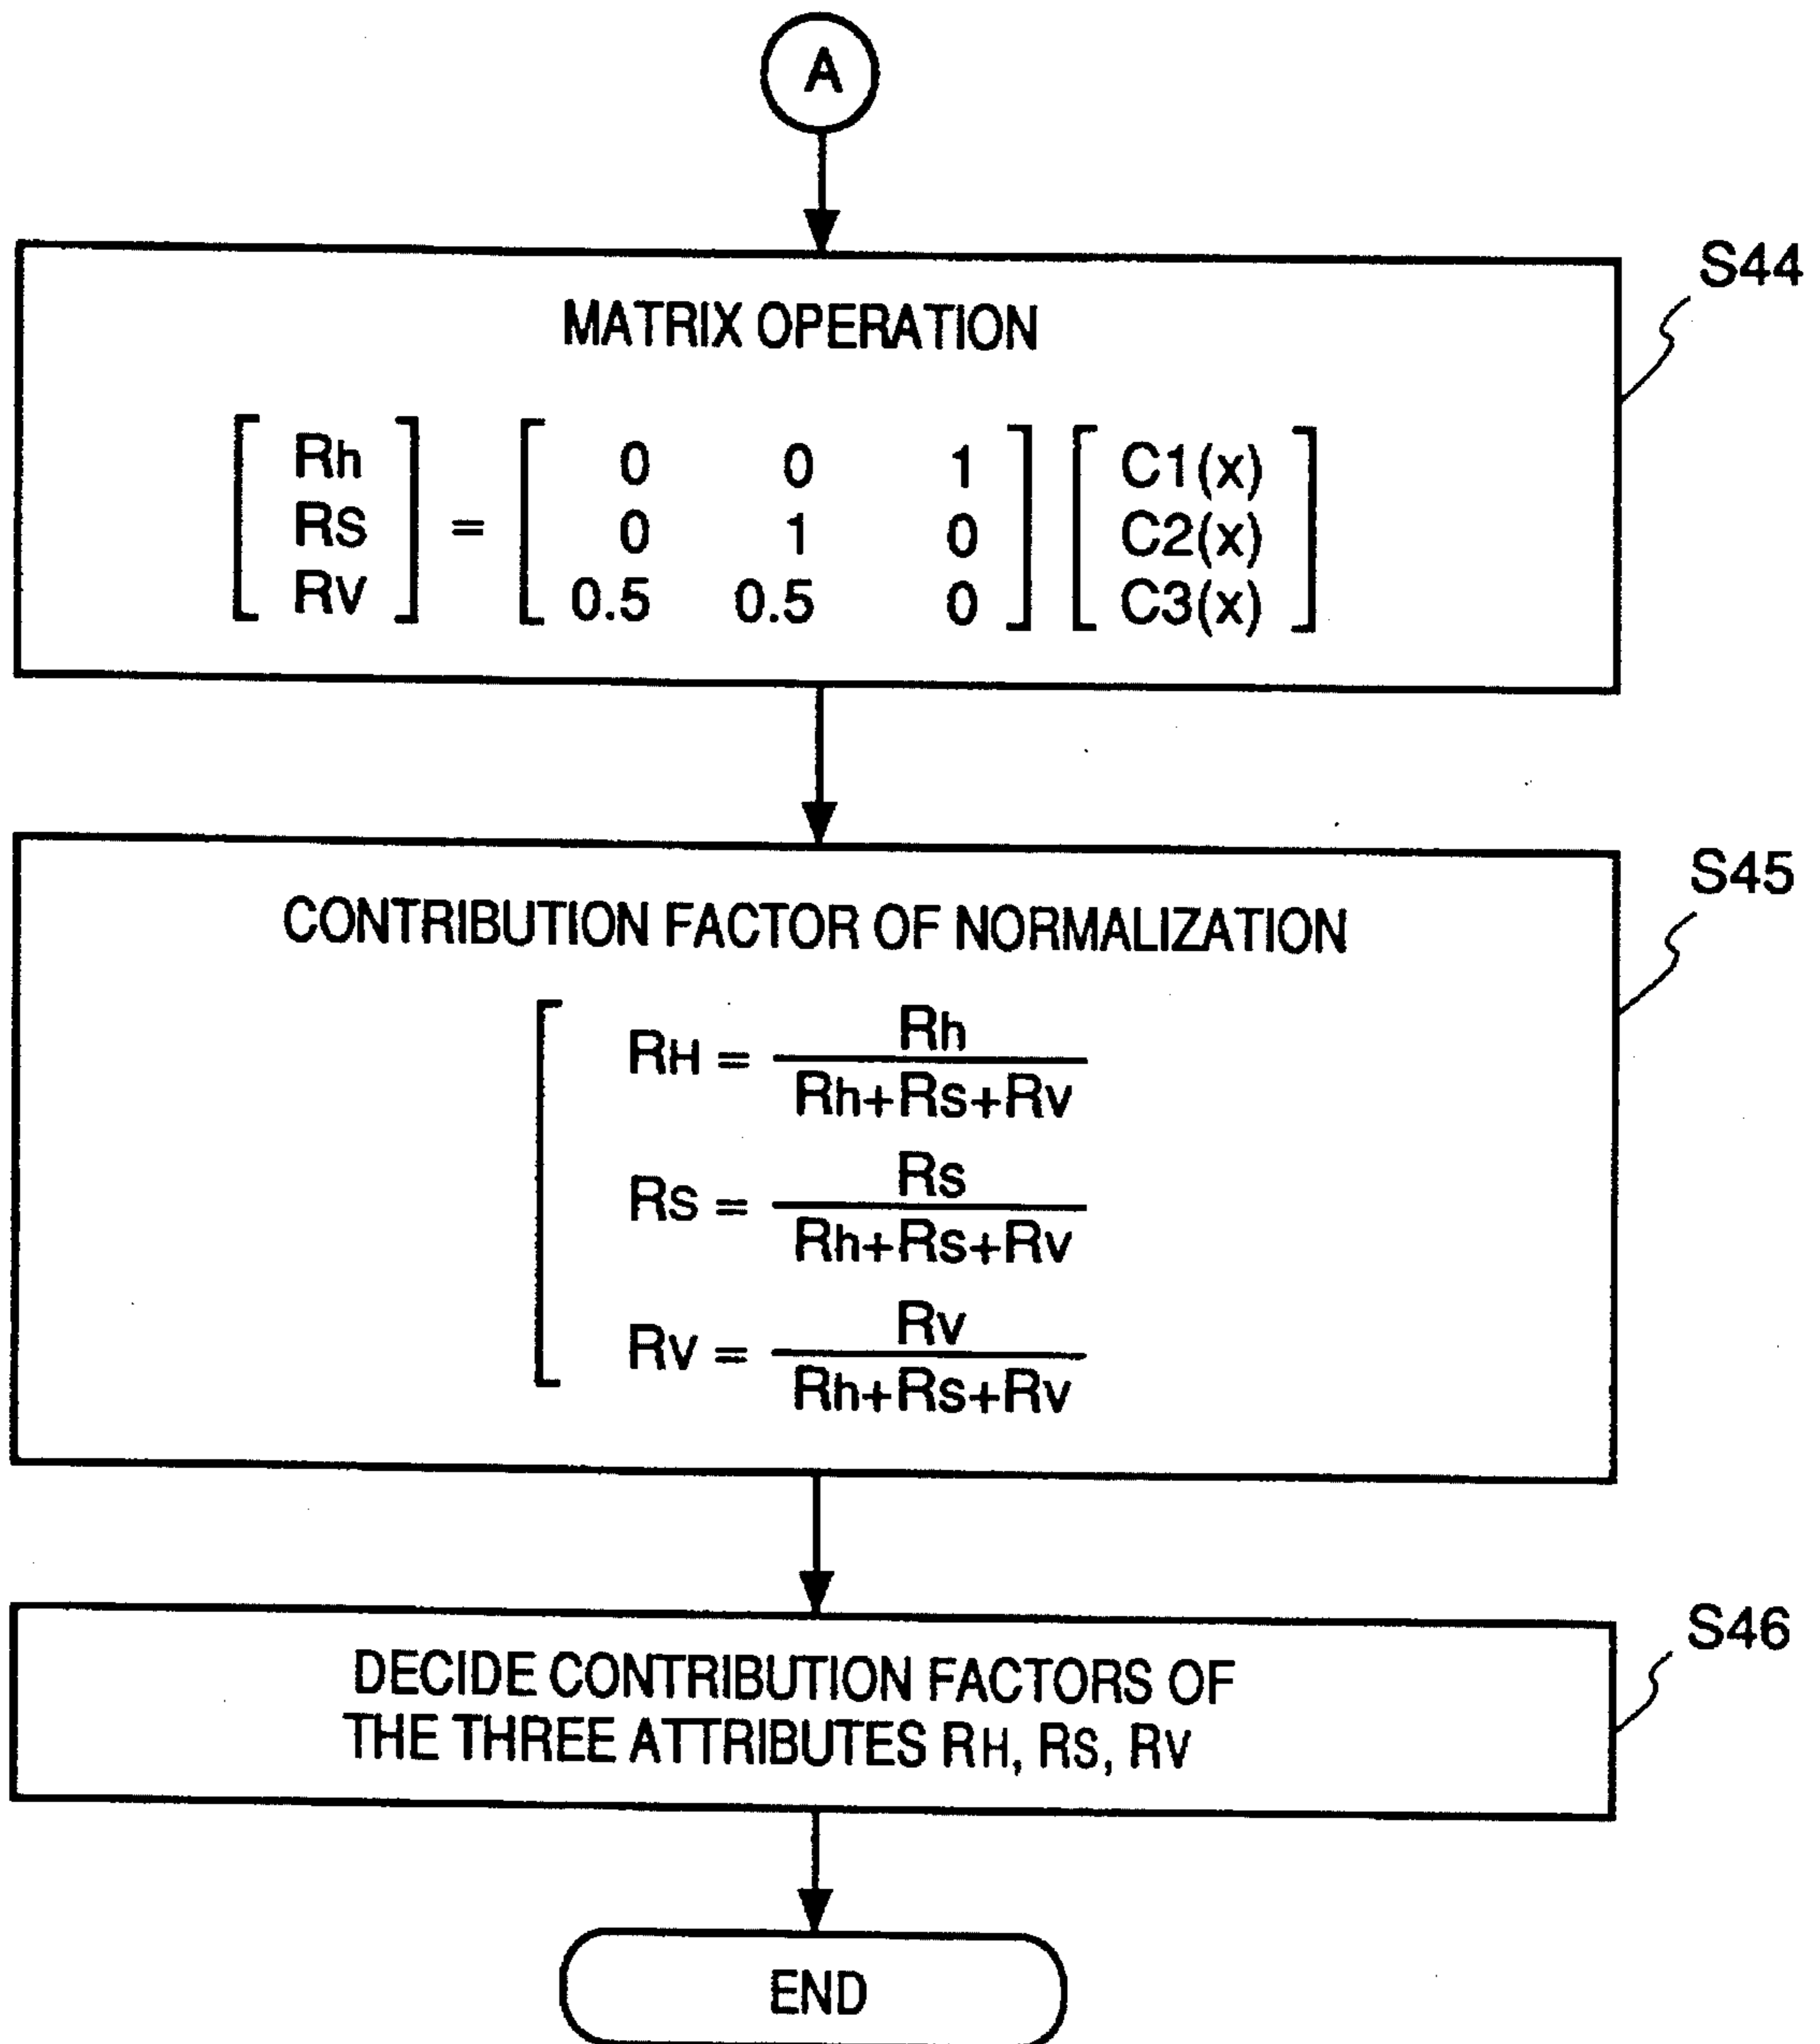 A
S44
MATRIX OPERATION
[ Rh ] = [ 0 0 1 ] [ C1(x) ]
[ Rs ] = [ 0 1 0 ] [ C2(x) ]
[ Rv ] = [ 0.5 0.5 0 ] [ C3(x) ]
S45
CONTRIBUTION FACTOR OF NORMALIZATION
RH = Rh / Rh+Rs+Rv
RS = Rs / Rh+Rs+Rv
RV = Rv / Rh+Rs+Rv
S46
DECIDE CONTRIBUTION FACTORS OF
THE THREE ATTRIBUTES RH, RS, RV
END